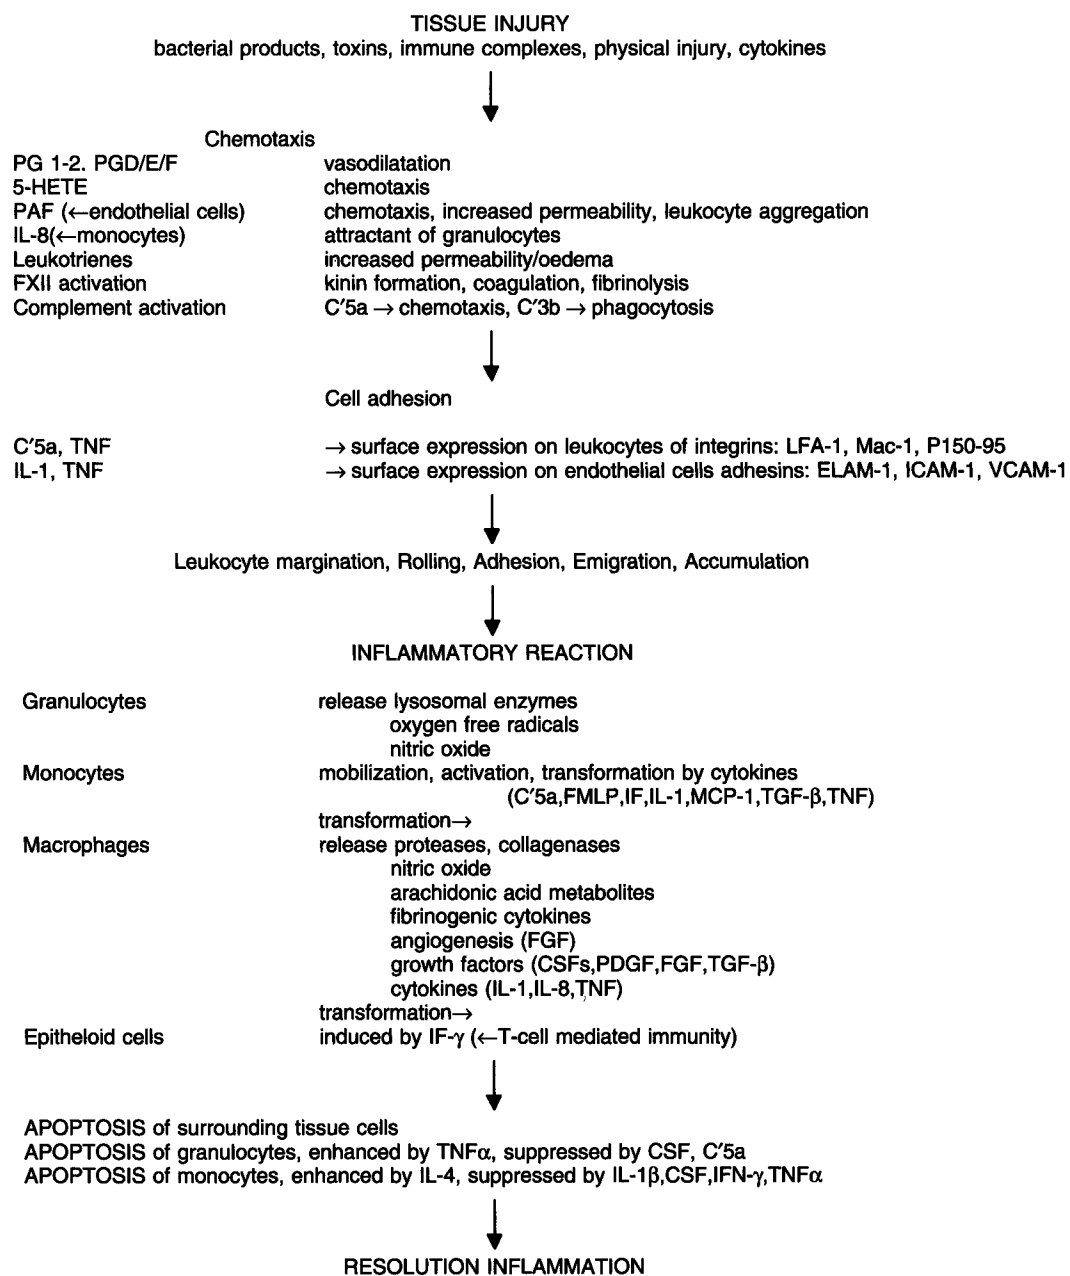 TISSUE INJURY
bacterial products, toxins, immune complexes, physical injury, cytokines
Chemotaxis
PG 1-2. PGD/E/F vasodilatation
5-HETE chemotaxis
PAF (←endothelial cells) chemotaxis, increased permeability, leukocyte aggregation
IL-8(←monocytes) attractant of granulocytes
Leukotrienes increased permeability/oedema
FXII activation kinin formation, coagulation, fibrinolysis
Complement activation C′5a → chemotaxis, C′3b → phagocytosis
Cell adhesion
C′5a, TNF → surface expression on leukocytes of integrins: LFA-1, Mac-1, P150-95
IL-1, TNF → surface expression on endothelial cells adhesins: ELAM-1, ICAM-1, VCAM-1
Leukocyte margination, Rolling, Adhesion, Emigration, Accumulation
INFLAMMATORY REACTION
Granulocytes release lysosomal enzymes
oxygen free radicals
nitric oxide
Monocytes mobilization, activation, transformation by cytokines
(C′5a,FMLP,IF,IL-1,MCP-1,TGF-β,TNF)
transformation→
Macrophages release proteases, collagenases
nitric oxide
arachidonic acid metabolites
fibrinogenic cytokines
angiogenesis (FGF)
growth factors (CSFs,PDGF,FGF,TGF-β)
cytokines (IL-1,IL-8,TNF)
transformation→
Epitheloid cells induced by IF-γ (←T-cell mediated immunity)
APOPTOSIS of surrounding tissue cells
APOPTOSIS of granulocytes, enhanced by TNFα, suppressed by CSF, C′5a
APOPTOSIS of monocytes, enhanced by IL-4, suppressed by IL-1β,CSF,IFN-γ,TNFα
RESOLUTION INFLAMMATION